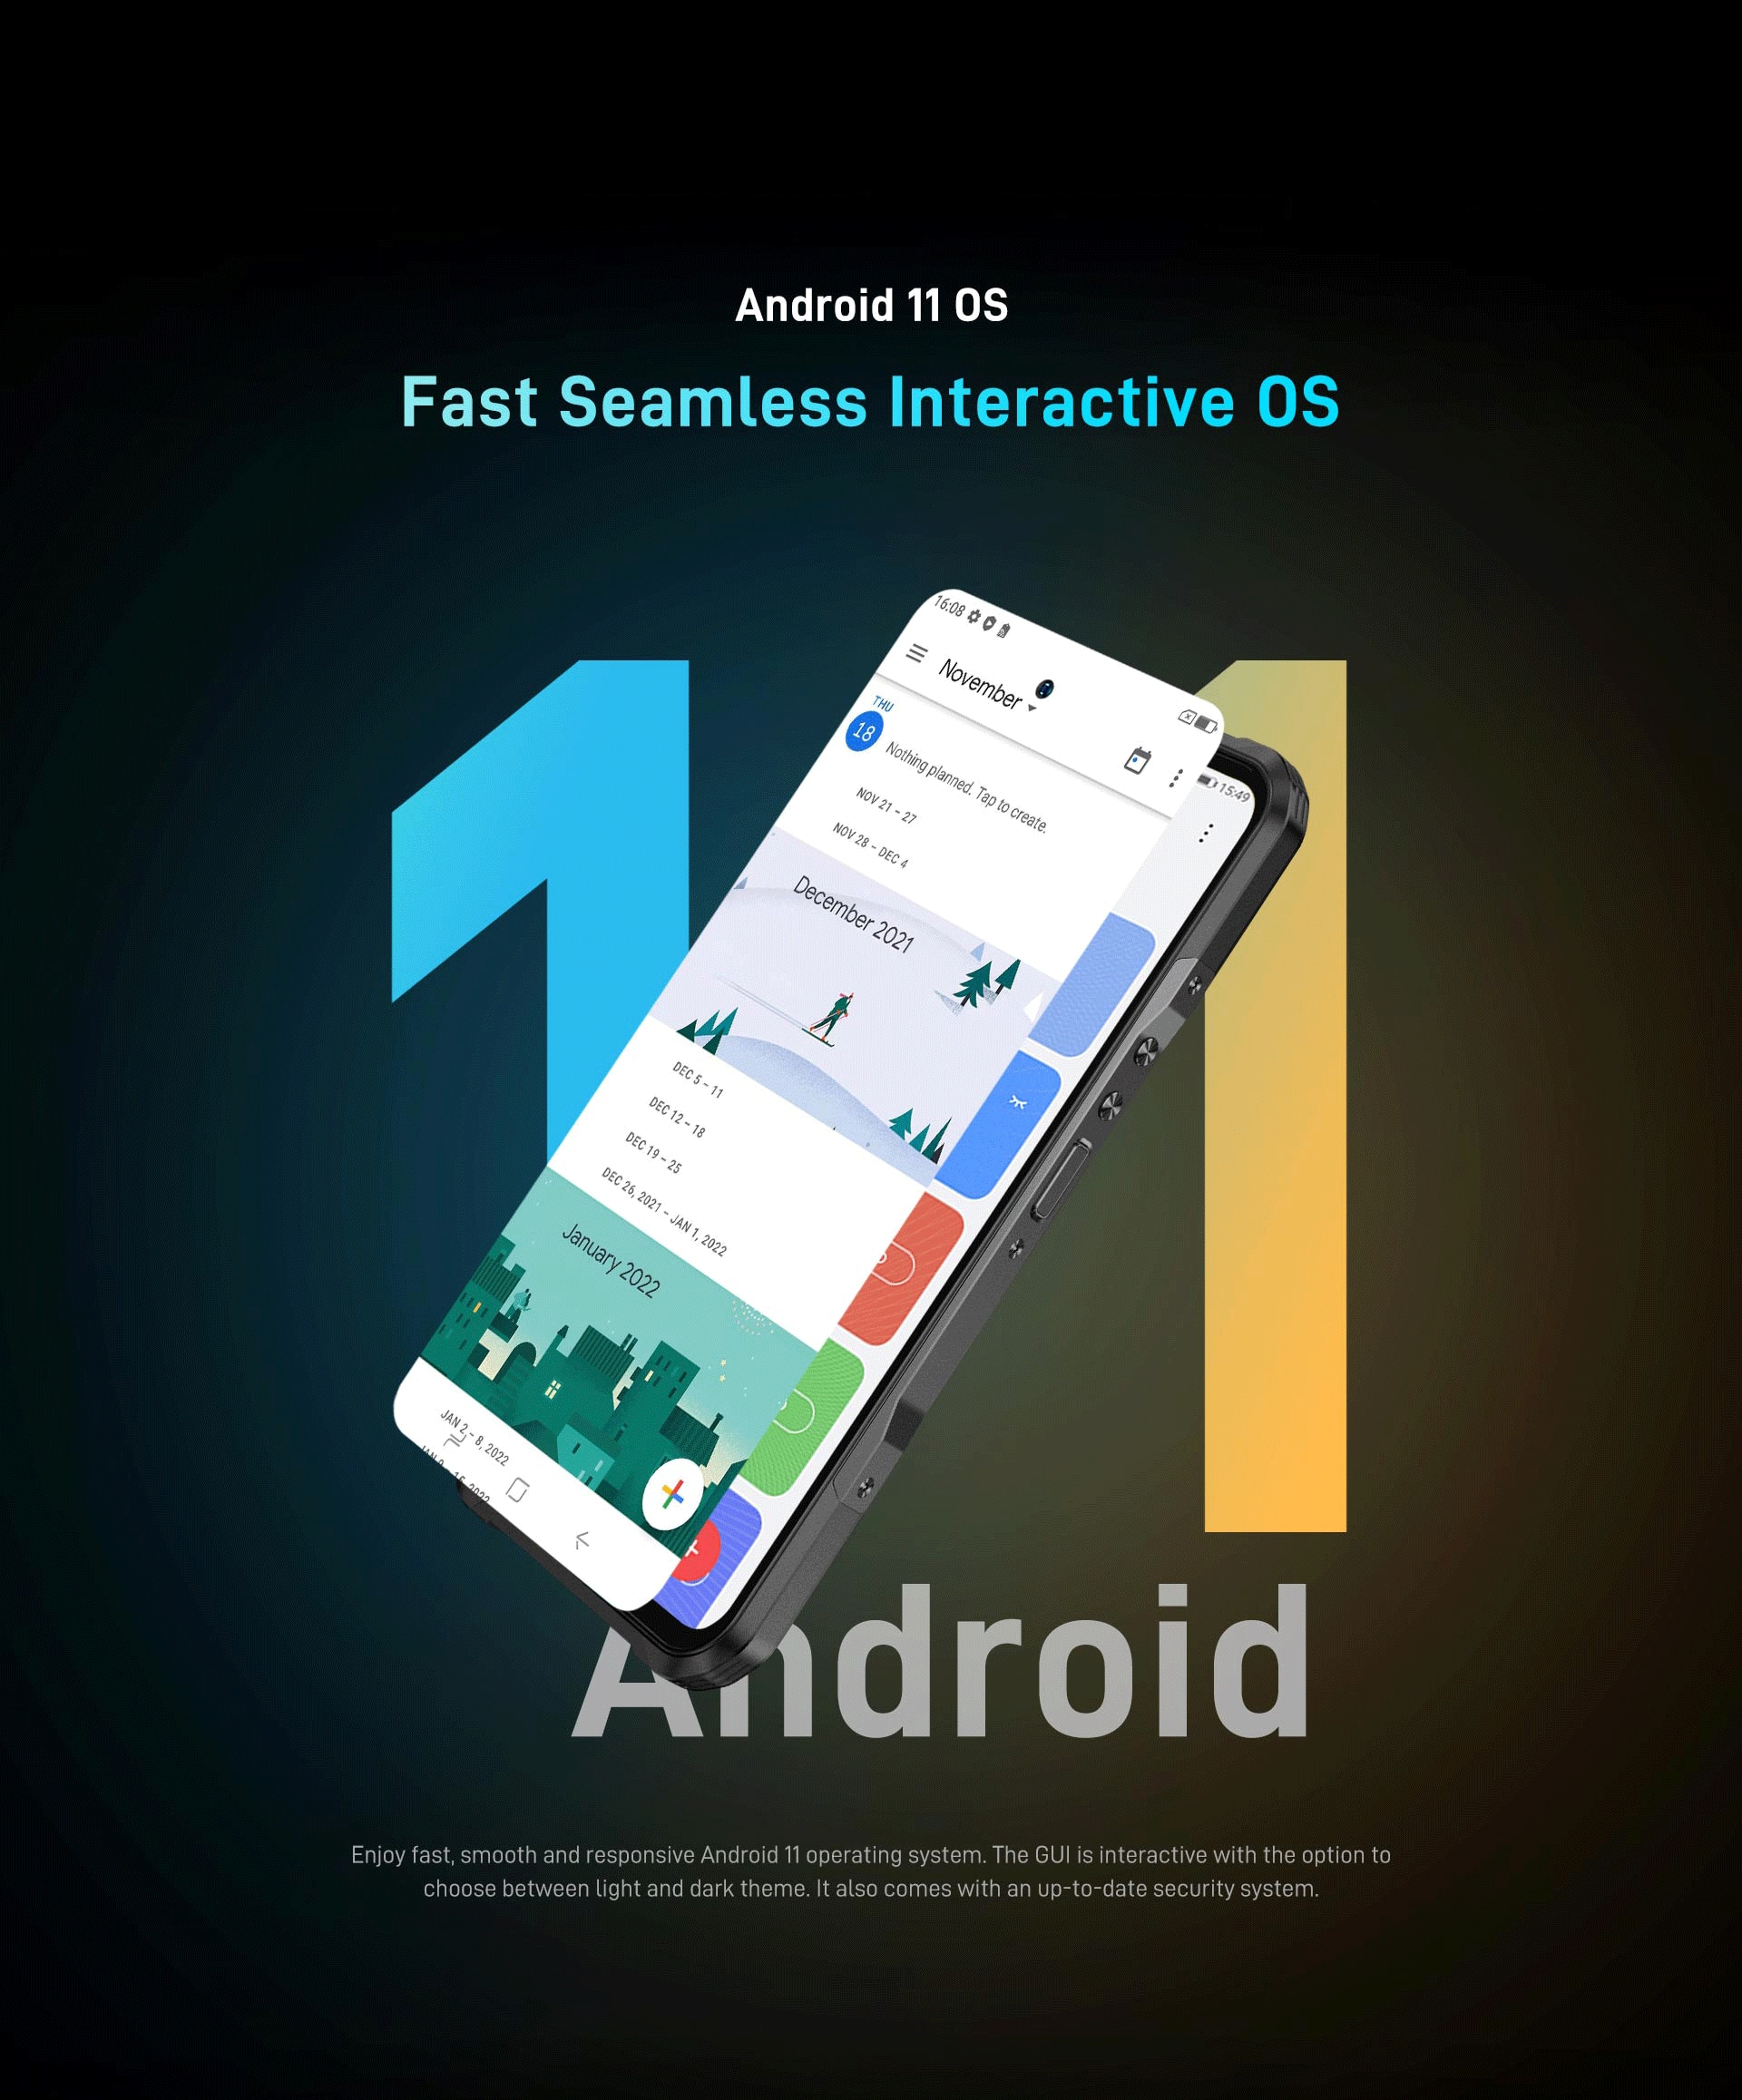 Android 11 OS
Fast Seamless Interactive OS
11
16:08
November
15:49
THU
18
Nothing planned. Tap to create.
NOV 21 - 27
NOV 28 - DEC 4
December 2021
DEC 5 - 11
DEC 12 - 18
DEC 19 - 25
DEC 26, 2021 - JAN 1, 2022
January 2022
JAN 2 - 8, 2022
15, 2022
Android
Enjoy fast, smooth and responsive Android 11 operating system. The GUI is interactive with the option to
choose between light and dark theme. It also comes with an up-to-date security system.